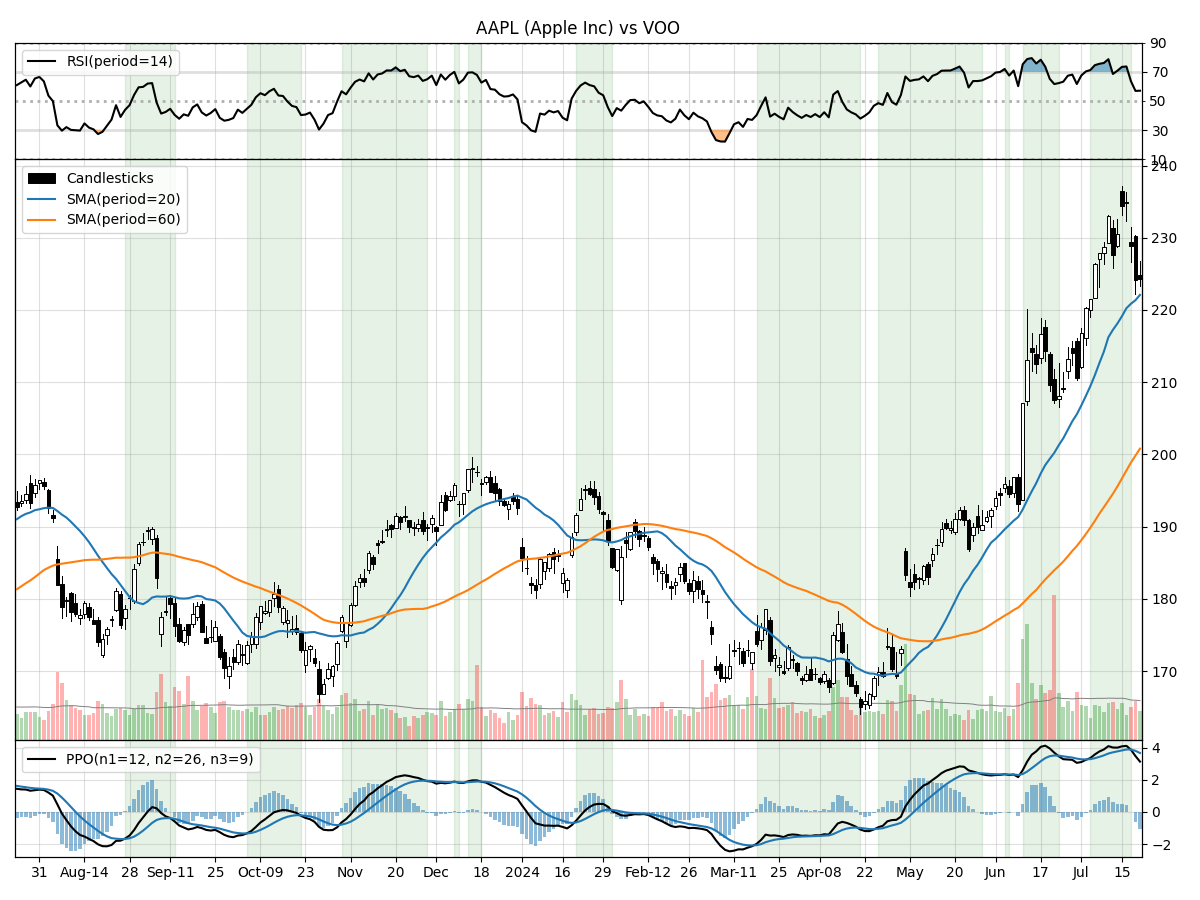 AAPL (Apple Inc) vs VOO
RSI(period=14)
90
70
50
30
10
Candlesticks
SMA(period=20)
SMA(period=60)
240
230
220
210
200
190
180
170
PPO(n1=12, n2=26, n3=9)
4
2
0
−2
31 Aug-14 28 Sep-11 25 Oct-09 23 Nov 20 Dec 18 2024 16 29 Feb-12 26 Mar-11 25 Apr-08 22 May 20 Jun 17 Jul 15